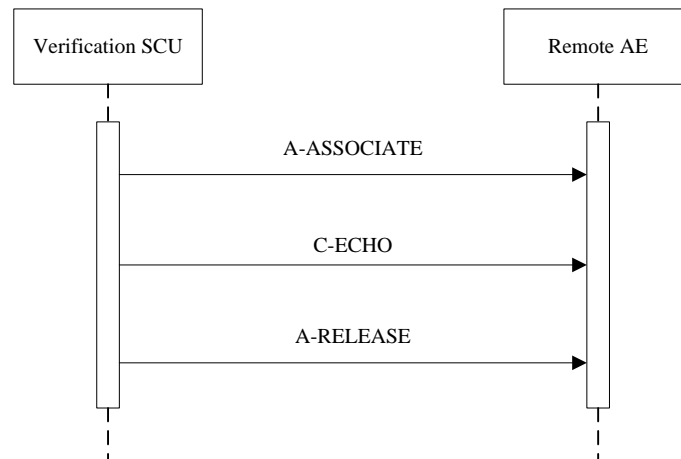 Verification SCU
Remote AE
A-ASSOCIATE
C-ECHO
A-RELEASE